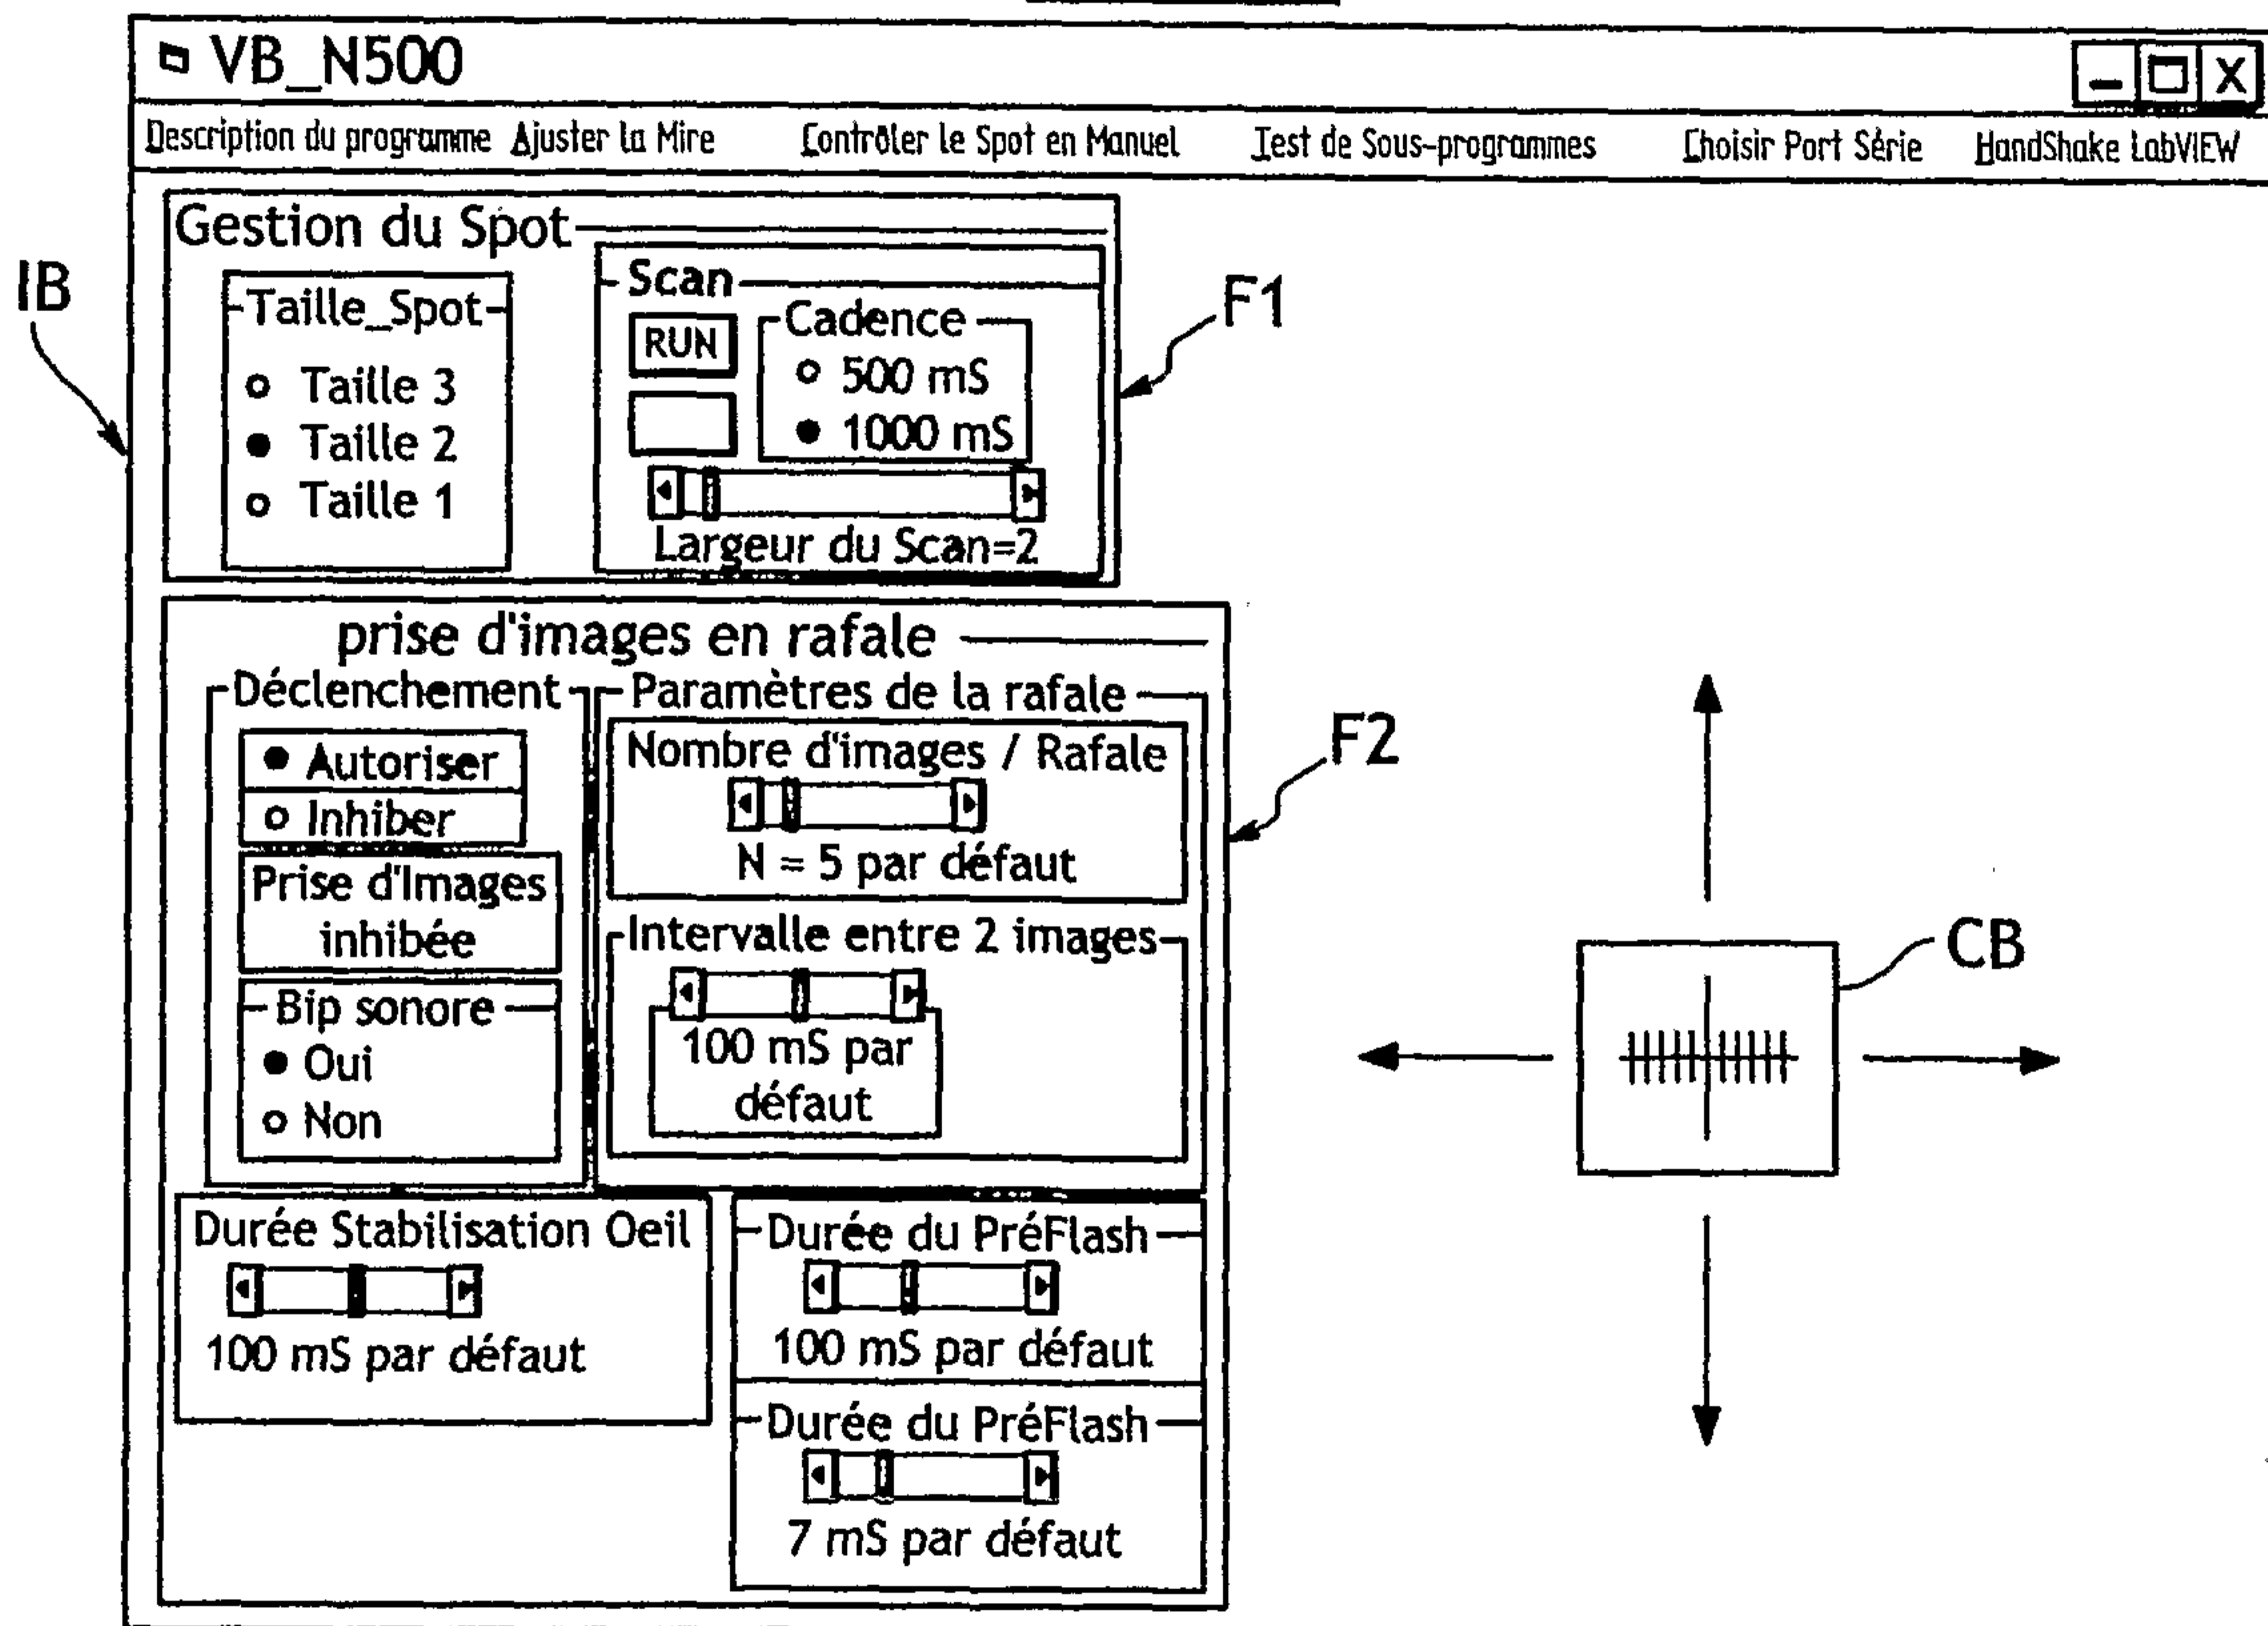 VB_N500
Description du programme Ajuster la Mire Contrôler le Spot en Manuel Test de Sous-programmes Choisir Port Série HandShake LabVIEW
Gestion du Spot
IB
Taille_Spot
Taille 3
Taille 2
Taille 1
Scan
RUN
Cadence
500 mS
1000 mS
Largeur du Scan=2
F1
prise d'images en rafale
Déclenchement
Autoriser
Inhiber
Prise d'Images
inhibée
Bip sonore
Oui
Non
Paramètres de la rafale
Nombre d'images / Rafale
N = 5 par défaut
Intervalle entre 2 images
100 mS par
défaut
F2
CB
Durée Stabilisation Oeil
100 mS par défaut
Durée du PréFlash
100 mS par défaut
Durée du PréFlash
7 mS par défaut